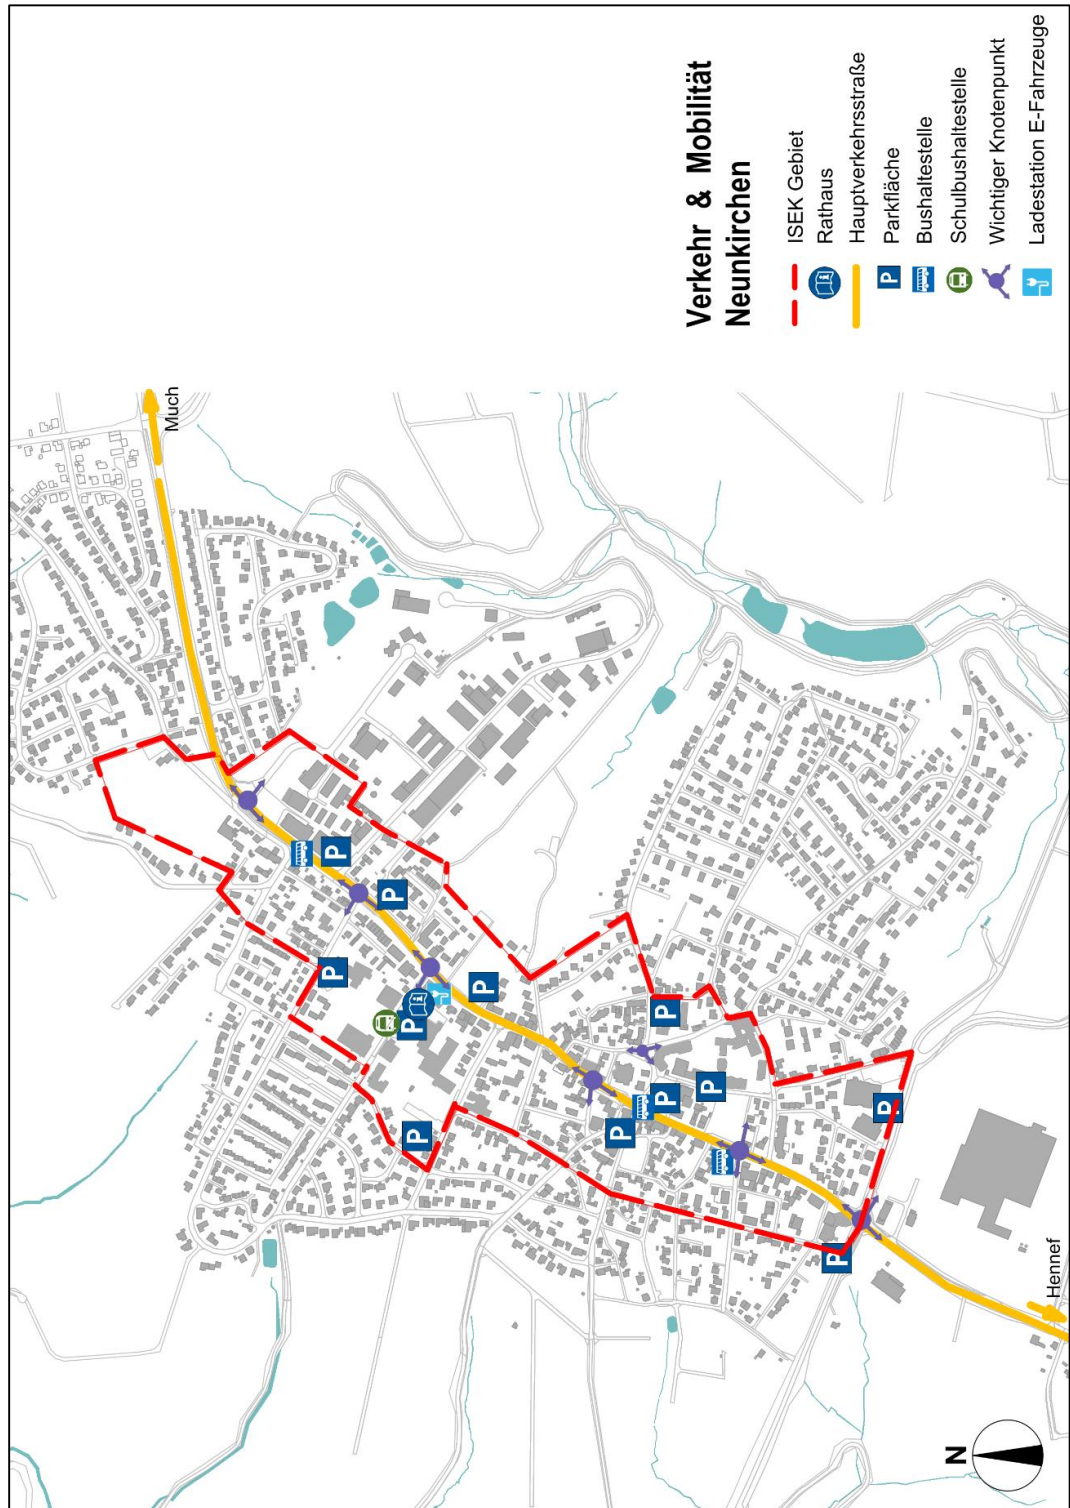 Verkehr & Mobilität
Neunkirchen
ISEK Gebiet
Rathaus
Hauptverkehrsstraße
P Parkfläche
Bushaltestelle
Schulbushaltestelle
Wichtiger Knotenpunkt
Ladestation E-Fahrzeuge
Much
P
P
P
P
P
P
P
P
P
P
P
P
Hennef
N